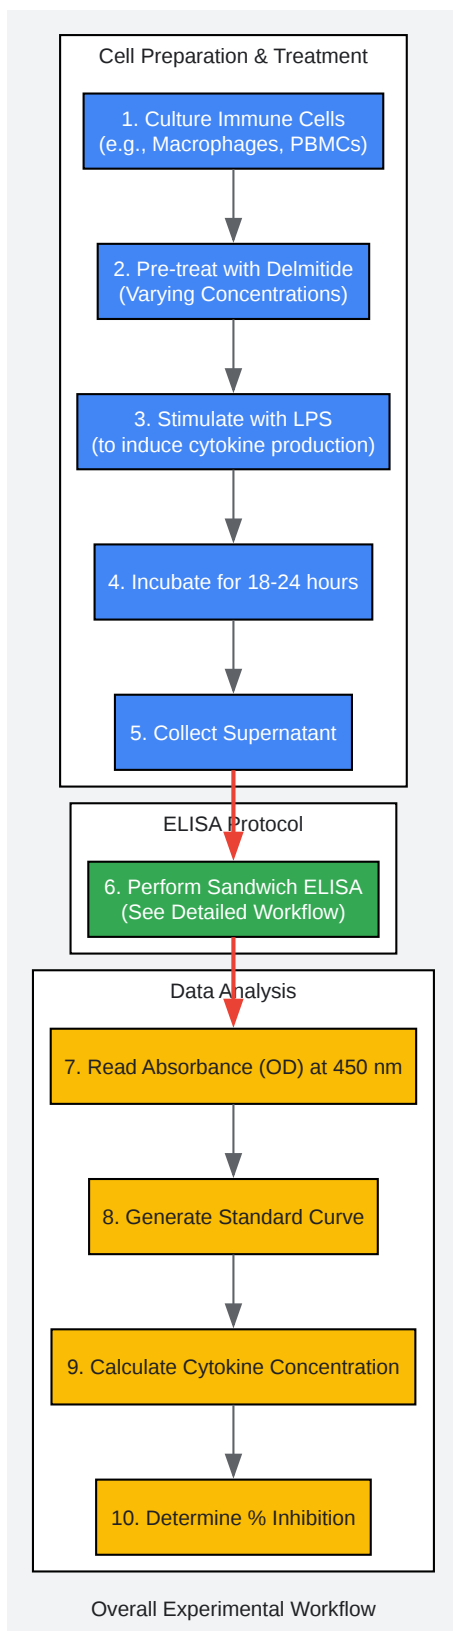 Cell Preparation & Treatment
1. Culture Immune Cells
(e.g., Macrophages, PBMCs)
2. Pre-treat with Delmitide
(Varying Concentrations)
3. Stimulate with LPS
(to induce cytokine production)
4. Incubate for 18-24 hours
5. Collect Supernatant
ELISA Protocol
6. Perform Sandwich ELISA
(See Detailed Workflow)
Data Analysis
7. Read Absorbance (OD) at 450 nm
8. Generate Standard Curve
9. Calculate Cytokine Concentration
10. Determine % Inhibition
Overall Experimental Workflow